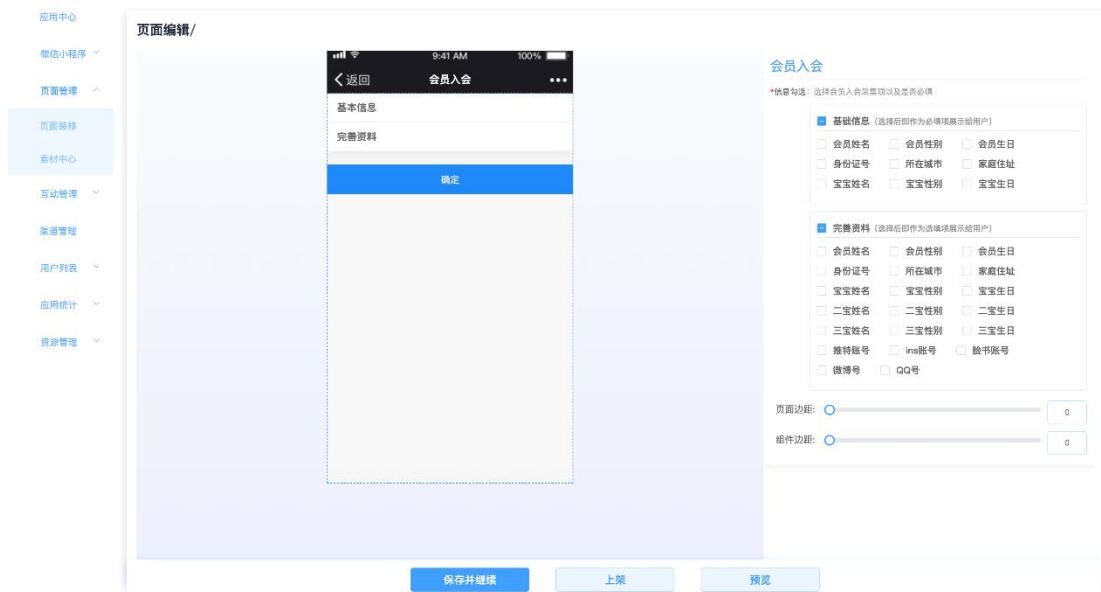 应用中心
微信小程序
页面管理
页面装修
素材中心
互动管理
渠道管理
用户列表
应用统计
资源管理
页面编辑/
9:41 AM 100%
返回 会员入会
基本信息
完善资料
确定
会员入会
*信息勾选: 选择会员入会采集项以及是否必填
基础信息 (选择后即作为必填项展示给用户)
会员姓名 会员性别 会员生日
身份证号 所在城市 家庭住址
宝宝姓名 宝宝性别 宝宝生日
完善资料 (选择后即作为选填项展示给用户)
会员姓名 会员性别 会员生日
身份证号 所在城市 家庭住址
宝宝姓名 宝宝性别 宝宝生日
二宝姓名 二宝性别 二宝生日
三宝姓名 三宝性别 三宝生日
推特账号 ins账号 脸书账号
微博号 QQ号
页面边距: 0
组件边距: 0
保存并继续 上架 预览